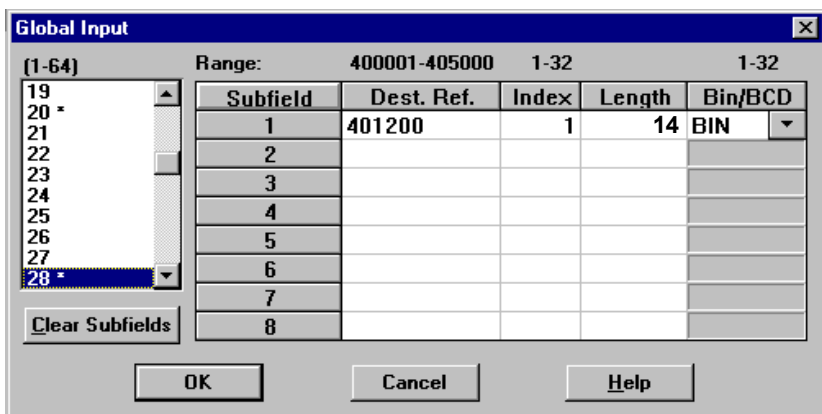 Global Input
(1-64) Range: 400001-405000 1-32 1-32
19
20 *
21
22
23
24
25
26
27
28 *
Clear Subfields
Subfield Dest. Ref. Index Length Bin/BCD
1 401200 1 14 BIN
2
3
4
5
6
7
8
OK Cancel Help